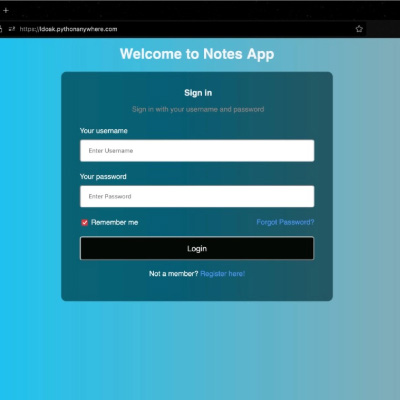 +
https://ldosk.pythonanywhere.com
Welcome to Notes App
Sign in
Sign in with your username and password
Your username
Enter Username
Your password
Enter Password
Remember me Forgot Password?
Login
Not a member? Register here!